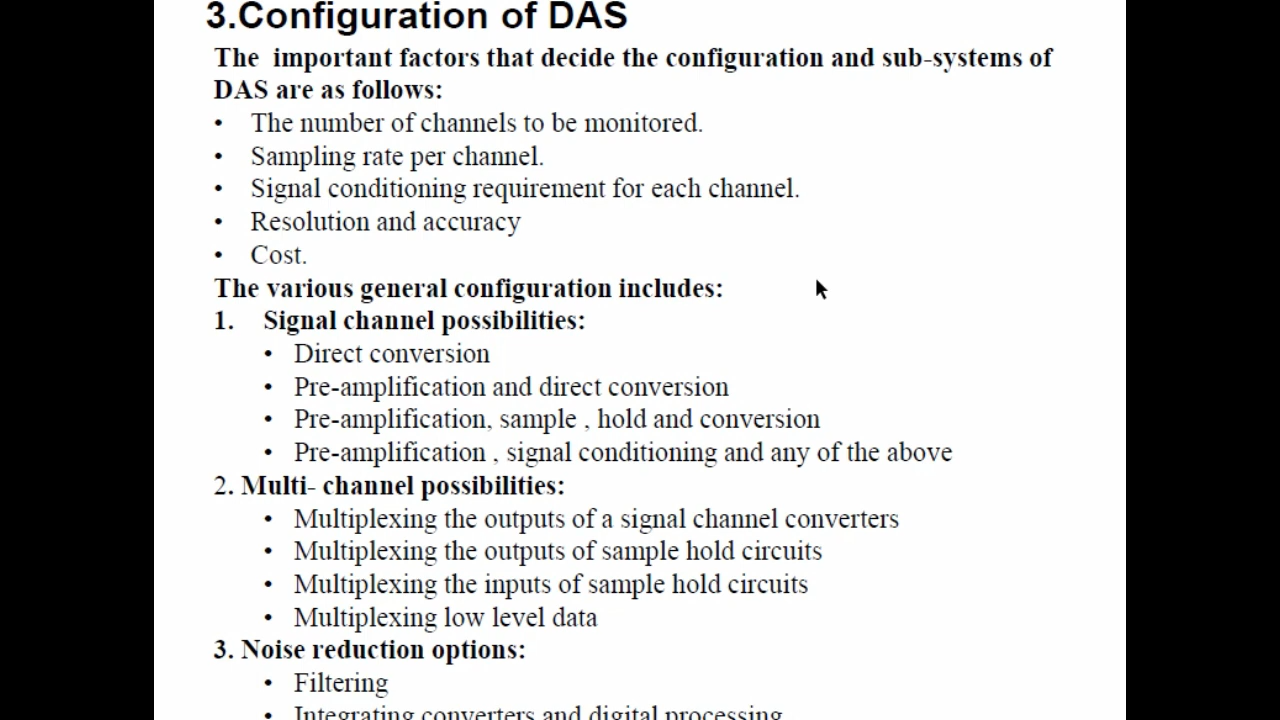 3.Configuration of DAS
The important factors that decide the configuration and sub-systems of
DAS are as follows:
• The number of channels to be monitored.
• Sampling rate per channel.
• Signal conditioning requirement for each channel.
• Resolution and accuracy
• Cost.
The various general configuration includes:
1. Signal channel possibilities:
• Direct conversion
• Pre-amplification and direct conversion
• Pre-amplification, sample , hold and conversion
• Pre-amplification , signal conditioning and any of the above
2. Multi- channel possibilities:
• Multiplexing the outputs of a signal channel converters
• Multiplexing the outputs of sample hold circuits
• Multiplexing the inputs of sample hold circuits
• Multiplexing low level data
3. Noise reduction options:
• Filtering
• Integrating converters and digital processing